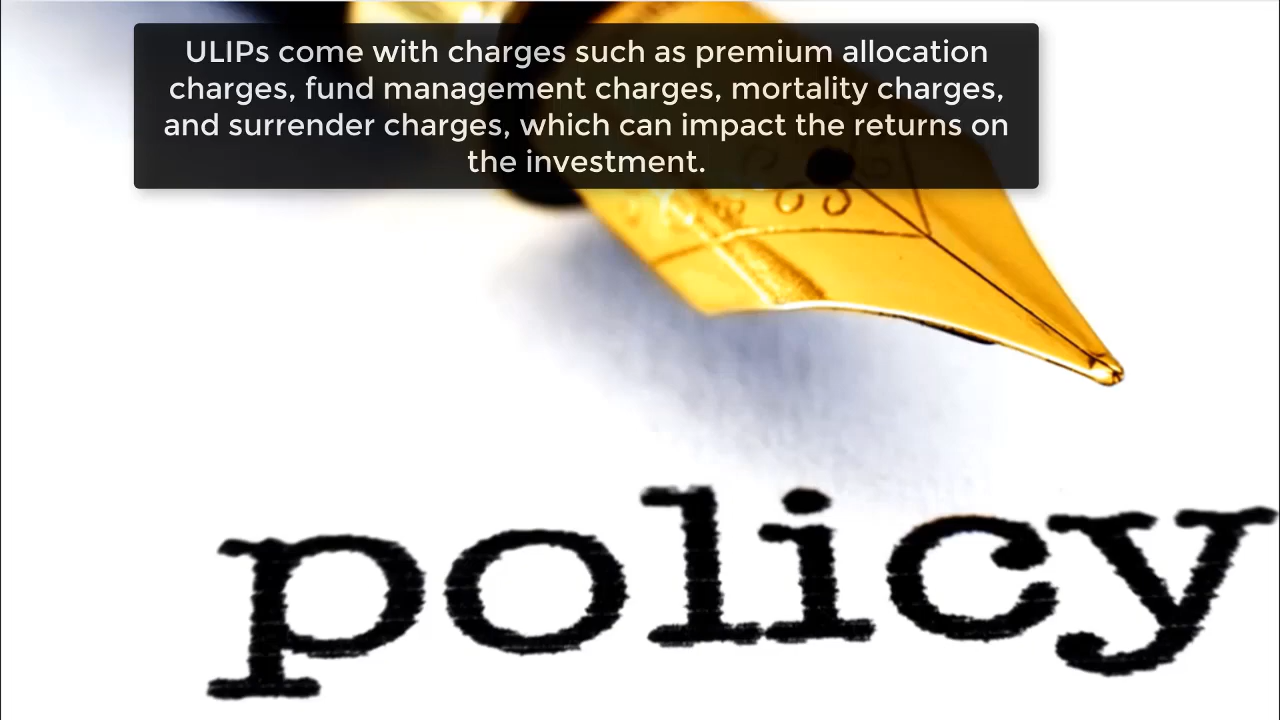 ULIPs come with charges such as premium allocation
charges, fund management charges, mortality charges,
and surrender charges, which can impact the returns on
the investment.
policy